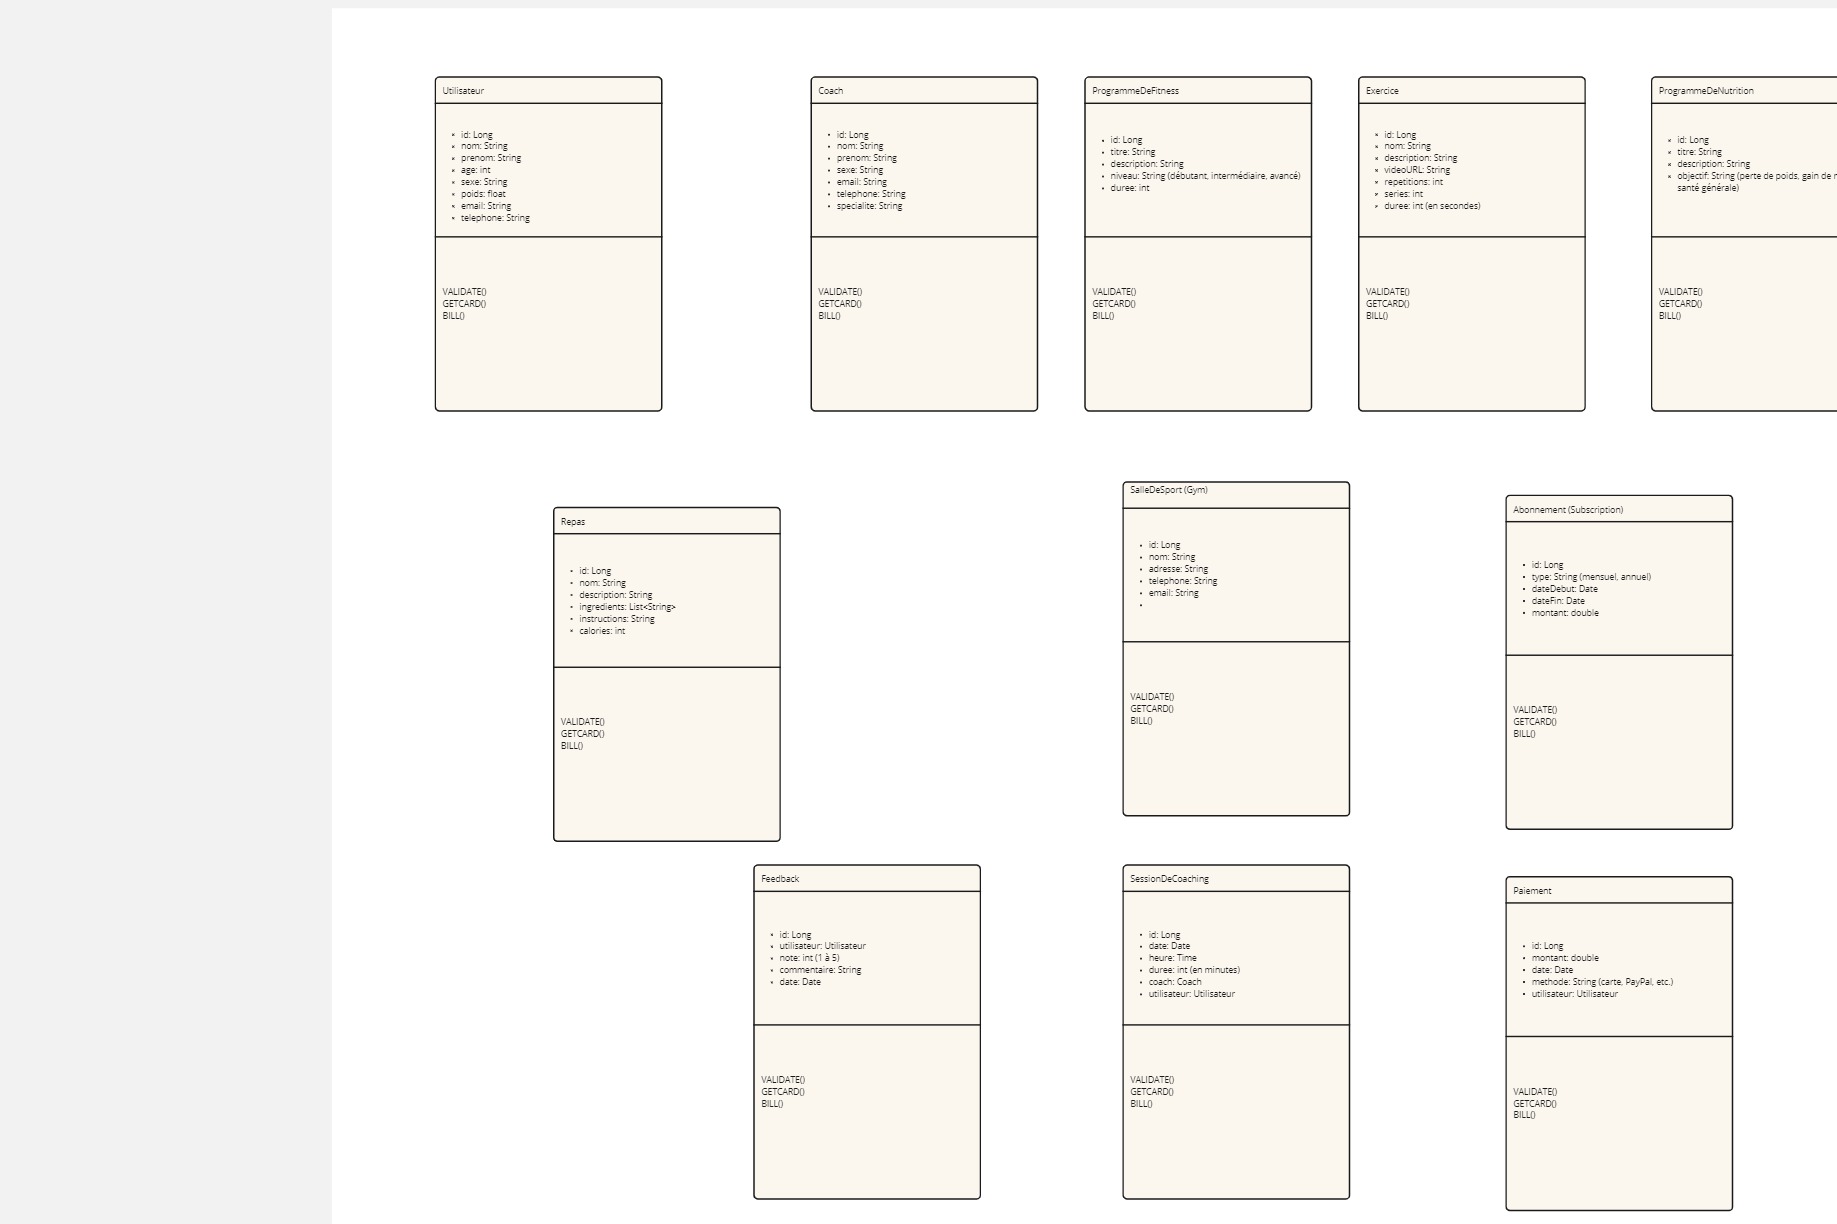 Utilisateur
id: Long
nom: String
prenom: String
age: int
sexe: String
poids: float
email: String
telephone: String
VALIDATE()
GETCARD()
BILL()
Coach
id: Long
nom: String
prenom: String
sexe: String
email: String
telephone: String
specialite: String
VALIDATE()
GETCARD()
BILL()
ProgrammeDeFitness
id: Long
titre: String
description: String
niveau: String (débutant, intermédiaire, avancé)
duree: int
VALIDATE()
GETCARD()
BILL()
Exercice
id: Long
nom: String
description: String
videoURL: String
repetitions: int
series: int
duree: int (en secondes)
VALIDATE()
GETCARD()
BILL()
ProgrammeDeNutrition
id: Long
titre: String
description: String
objectif: String (perte de poids, gain de
santé générale)
VALIDATE()
GETCARD()
BILL()
Repas
id: Long
nom: String
description: String
ingredients: List<String>
instructions: String
calories: int
VALIDATE()
GETCARD()
BILL()
SalleDeSport (Gym)
id: Long
nom: String
adresse: String
telephone: String
email: String
VALIDATE()
GETCARD()
BILL()
Abonnement (Subscription)
id: Long
type: String (mensuel, annuel)
dateDebut: Date
dateFin: Date
montant: double
VALIDATE()
GETCARD()
BILL()
Feedback
id: Long
utilisateur: Utilisateur
note: int (1 à 5)
commentaire: String
date: Date
VALIDATE()
GETCARD()
BILL()
SessionDeCoaching
id: Long
date: Date
heure: Time
duree: int (en minutes)
coach: Coach
utilisateur: Utilisateur
VALIDATE()
GETCARD()
BILL()
Paiement
id: Long
montant: double
date: Date
methode: String (carte, PayPal, etc.)
utilisateur: Utilisateur
VALIDATE()
GETCARD()
BILL()